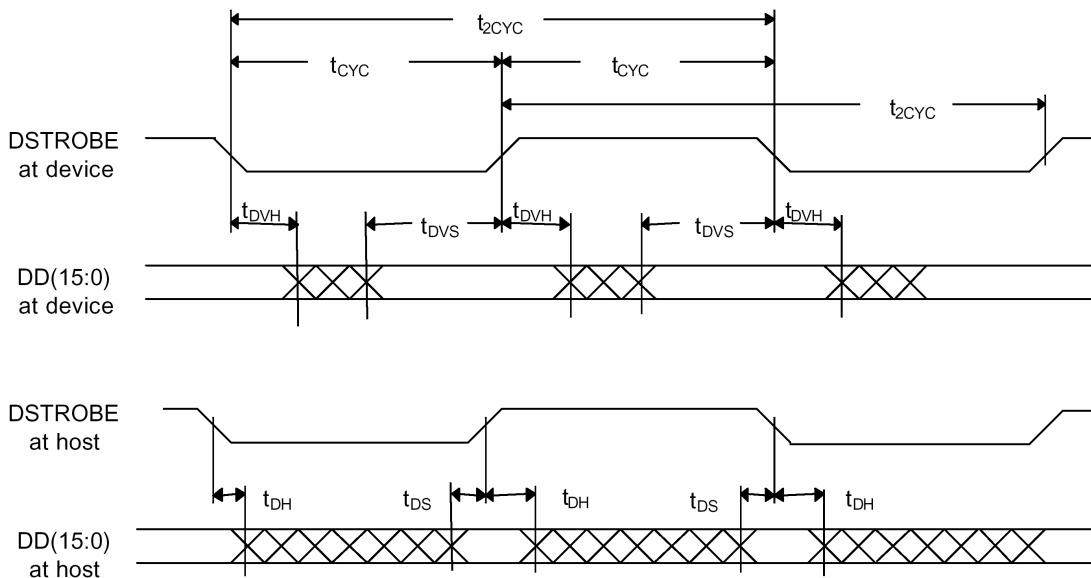 t2CYC
tCYC
tCYC
t2CYC
DSTROBE
at device
tDVH
tDVS
tDVH
tDVS
tDVH
DD(15:0)
at device
DSTROBE
at host
tDH
tDS
tDH
tDS
tDH
DD(15:0)
at host